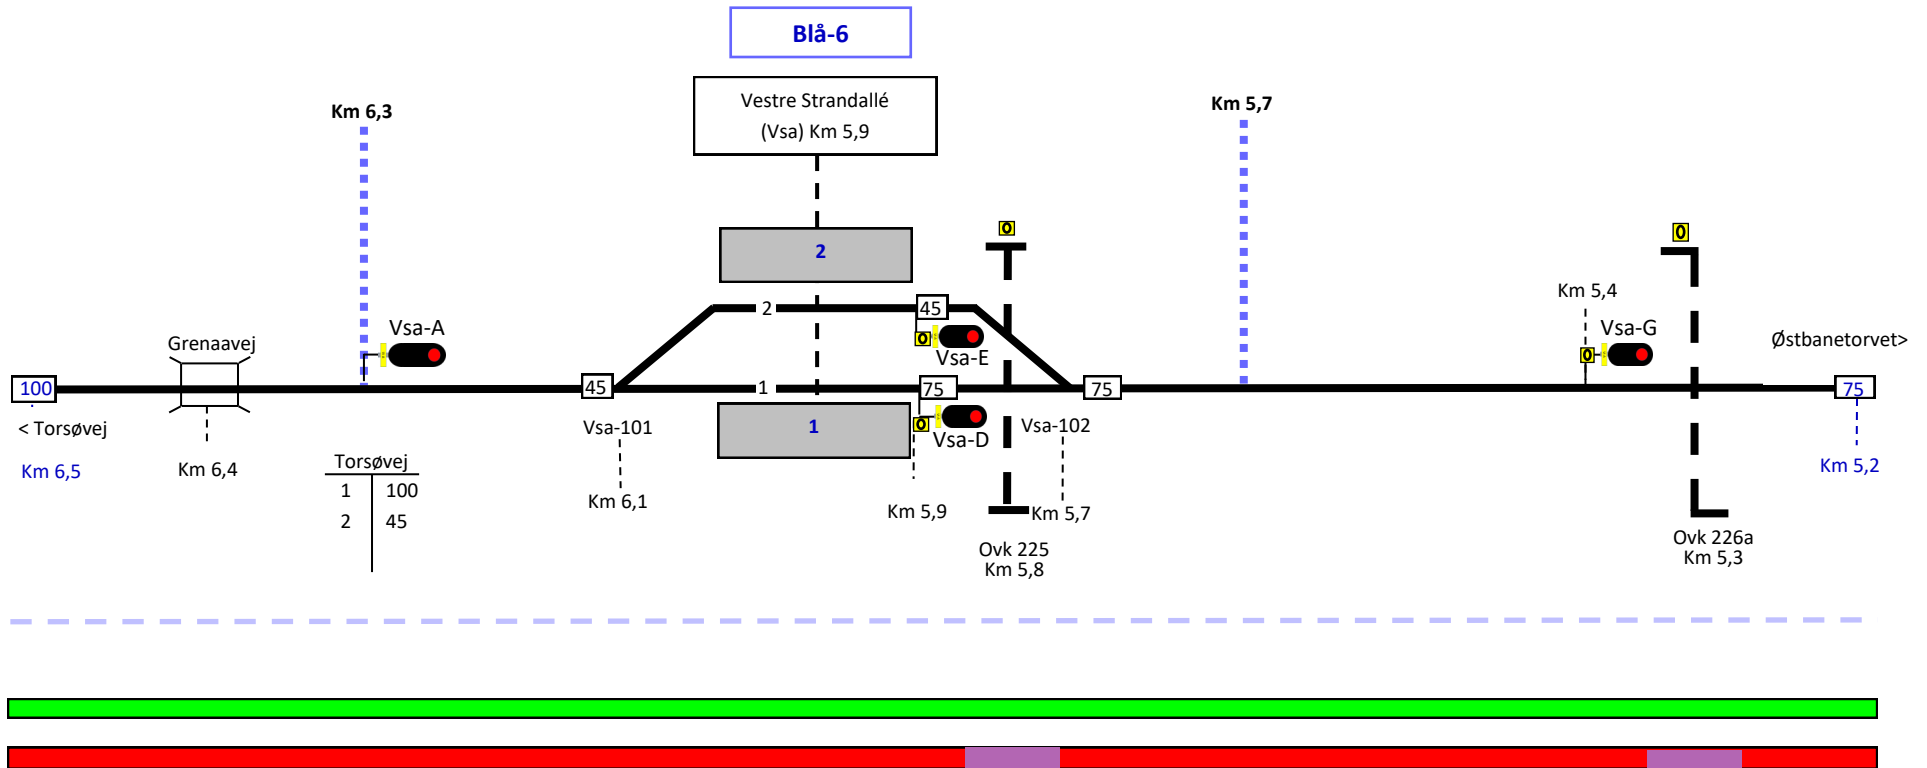 Blå-6
Vestre Strandallé
(Vsa) Km 5,9
Km 6,3
Km 5,7
0
0
2
Km 5,4
2
45
Vsa-A
Vsa-G
Grenaavej
0
Vsa-E
0
Østbanetorvet>
100
45
1
75
75
75
< Torsøvej
Vsa-101
1
0
Vsa-D
Vsa-102
Km 6,5
Km 6,4
Torsøvej
1 100
2 45
Km 6,1
Km 5,9
Km 5,7
Km 5,2
Ovk 225
Km 5,8
Ovk 226a
Km 5,3